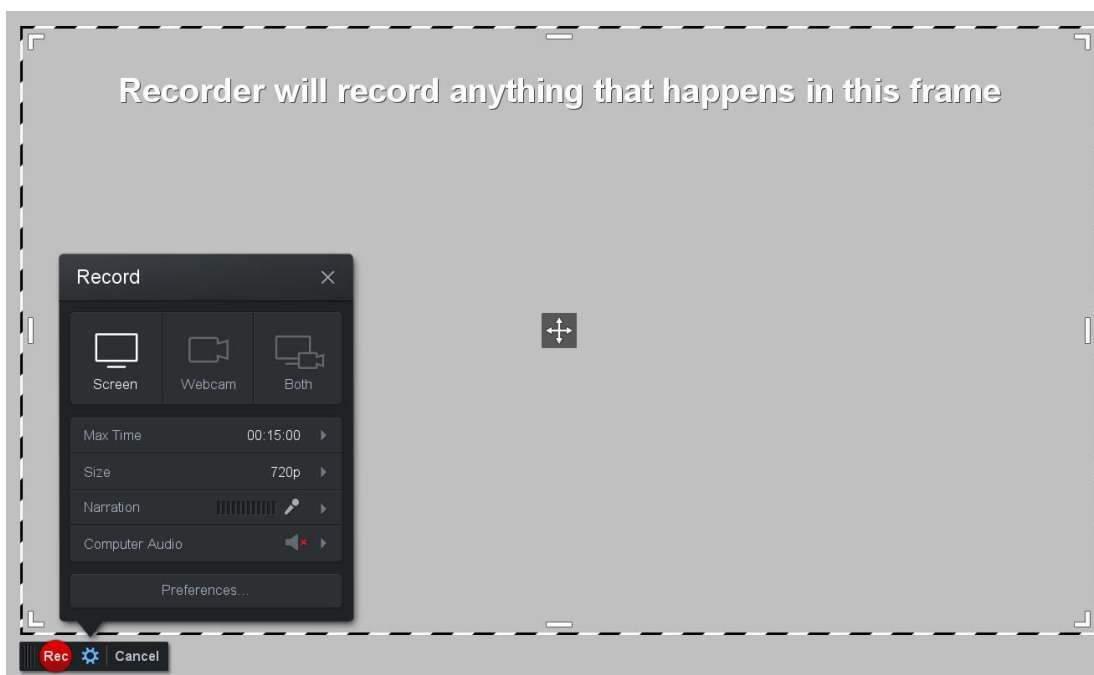 Recorder will record anything that happens in this frame
Record
Screen Webcam Both
Max Time 00:15:00
Size 720p
Narration
Computer Audio
Preferences...
Rec Cancel